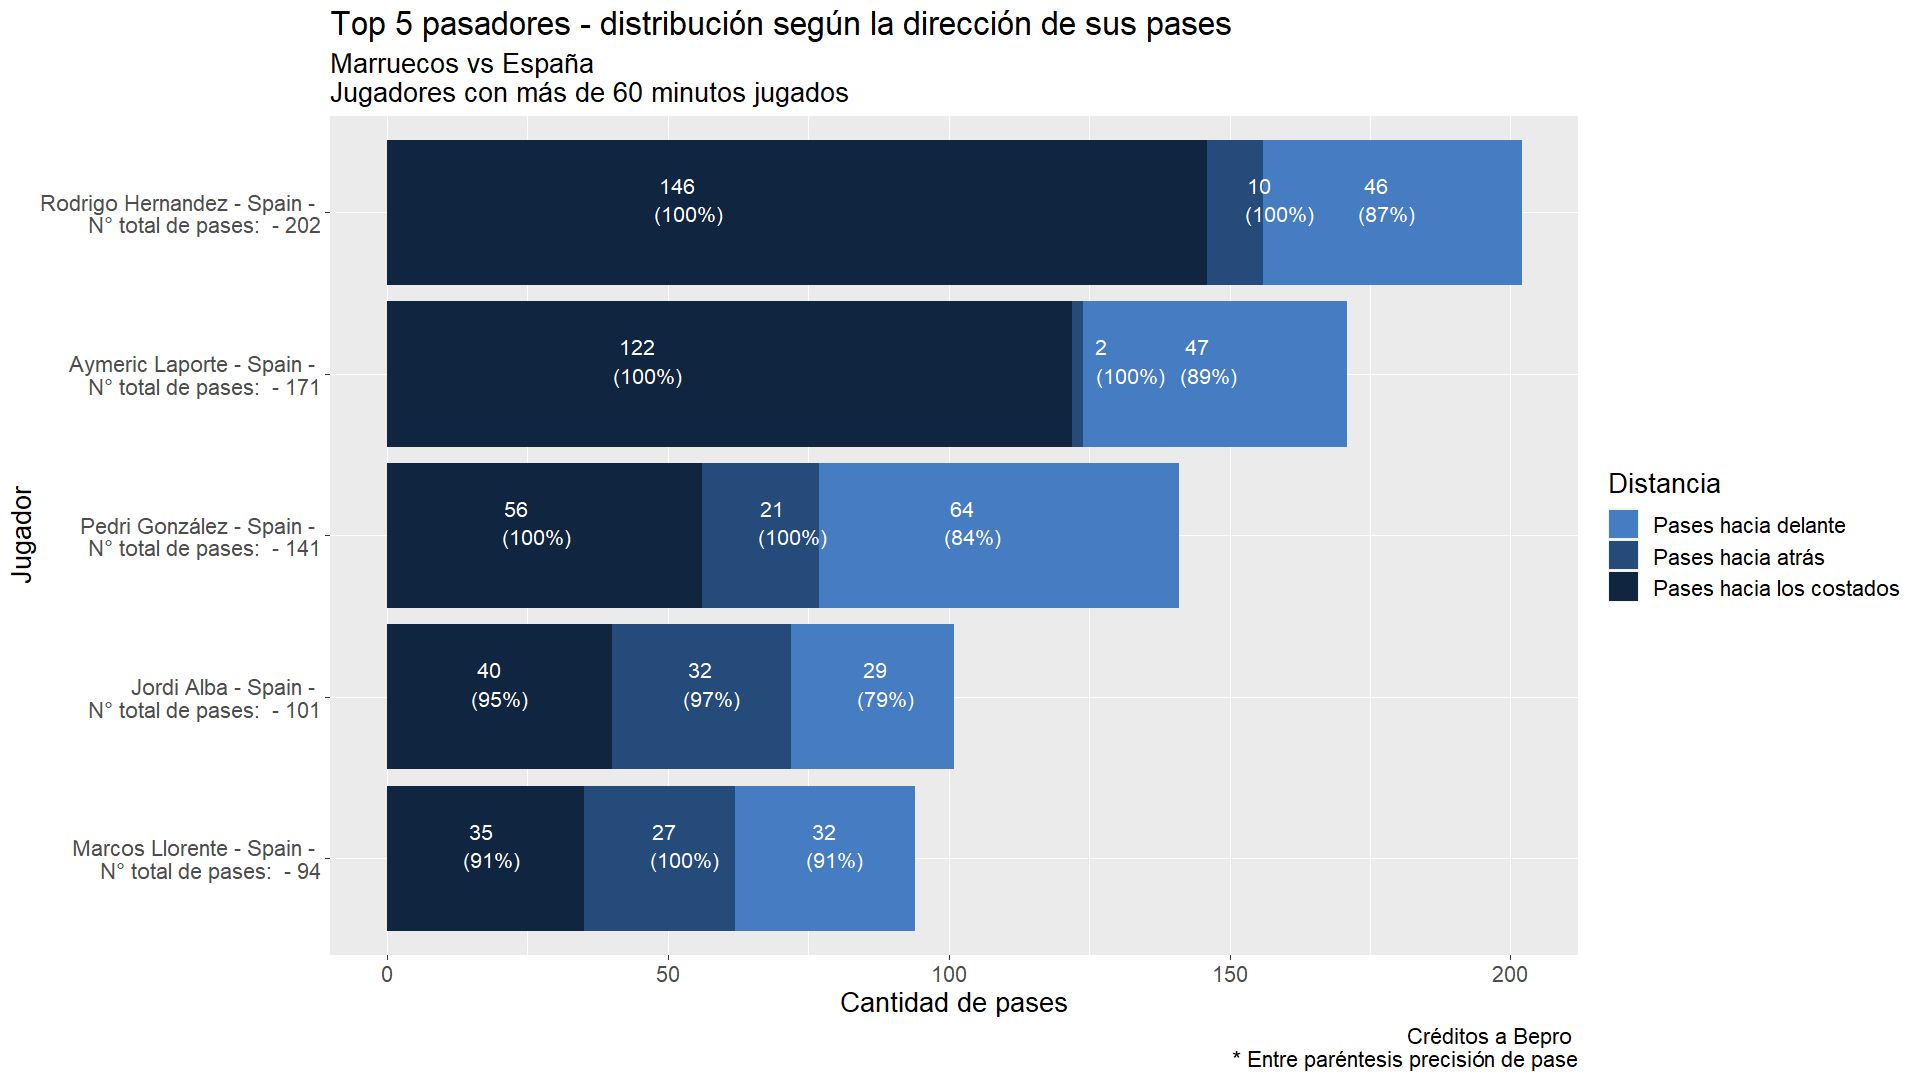 Top 5 pasadores - distribución según la dirección de sus pases
Marruecos vs España
Jugadores con más de 60 minutos jugados
Jugador
Rodrigo Hernandez - Spain -
N° total de pases:  - 202
146
(100%)
10
(100%)
46
(87%)
Aymeric Laporte - Spain -
N° total de pases:  - 171
122
(100%)
2
(100%)
47
(89%)
Pedri González - Spain -
N° total de pases:  - 141
56
(100%)
21
(100%)
64
(84%)
Jordi Alba - Spain -
N° total de pases:  - 101
40
(95%)
32
(97%)
29
(79%)
Marcos Llorente - Spain -
N° total de pases:  - 94
35
(91%)
27
(100%)
32
(91%)
0
50
100
150
200
Cantidad de pases
Distancia
Pases hacia delante
Pases hacia atrás
Pases hacia los costados
Créditos a Bepro
* Entre paréntesis precisión de pase